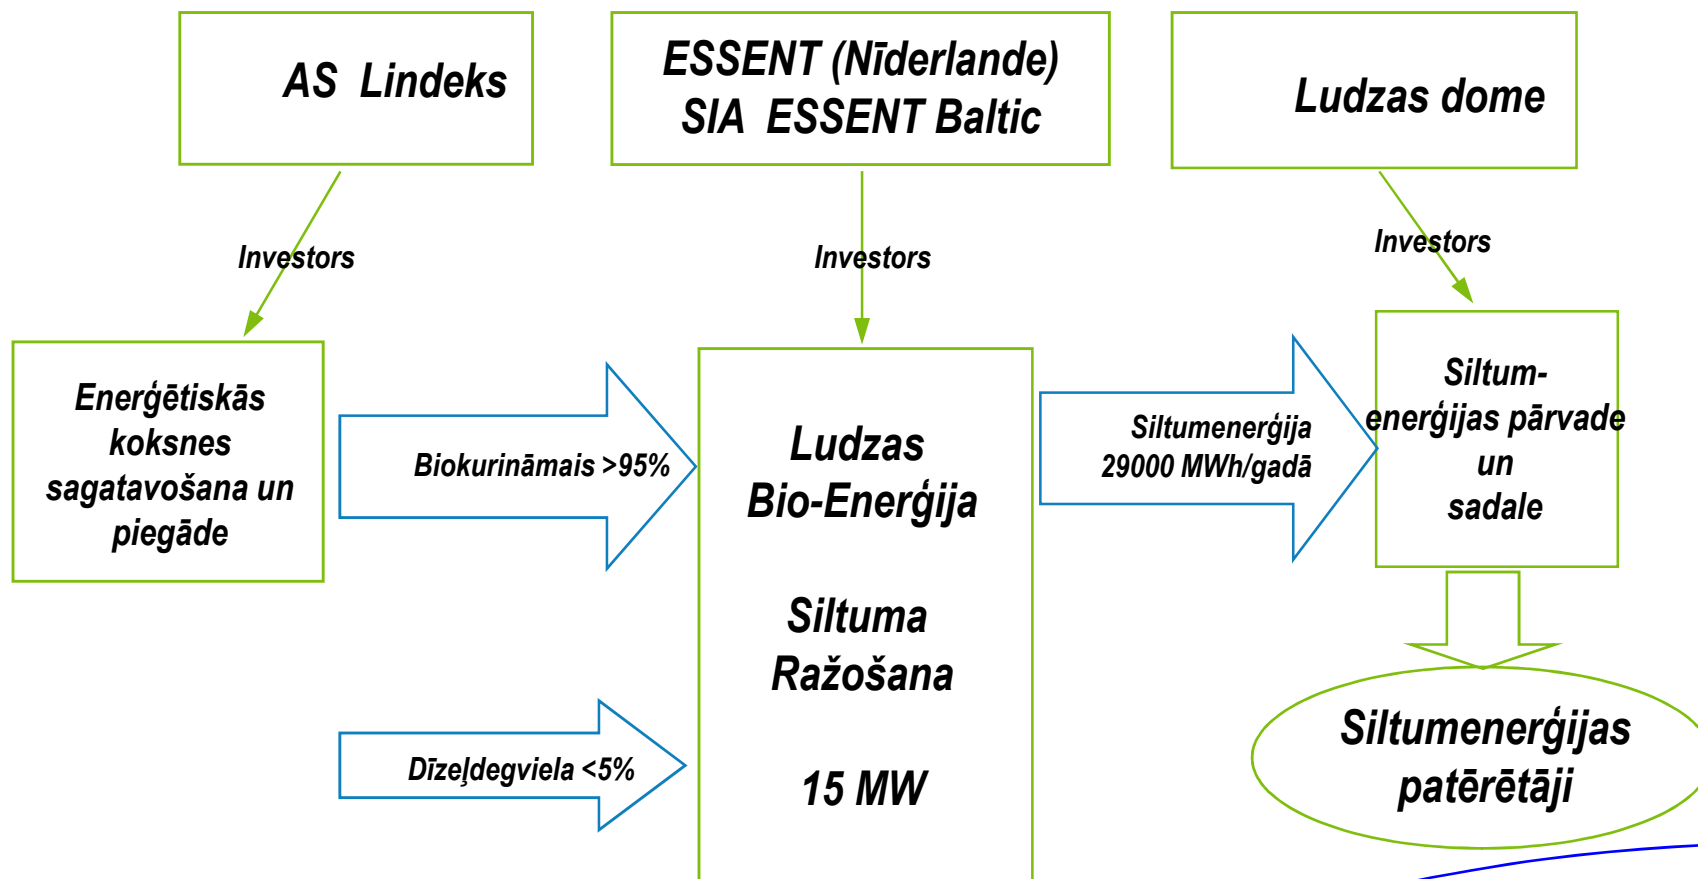 AS Lindeks
ESSENT (Nīderlande)
SIA ESSENT Baltic
Ludzas dome
Investors
Investors
Investors
Enerģētiskās
koksnes
sagatavošana un
piegāde
Biokurināmais >95%
Dīzeļdegviela <5%
Ludzas
Bio-Enerģija
Siltuma
Ražošana
15 MW
Siltumenerģija
29000 MWh/gadā
Siltum-
enerģijas pārvade
un
sadale
Siltumenerģijas
patērētāji